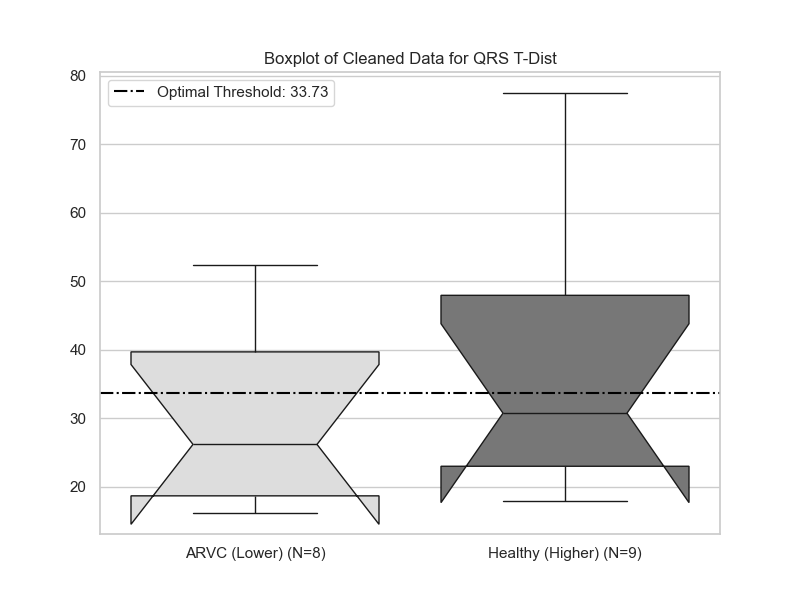 Boxplot of Cleaned Data for QRS T-Dist
Optimal Threshold: 33.73
80
70
60
50
40
30
20
ARVC (Lower) (N=8)
Healthy (Higher) (N=9)